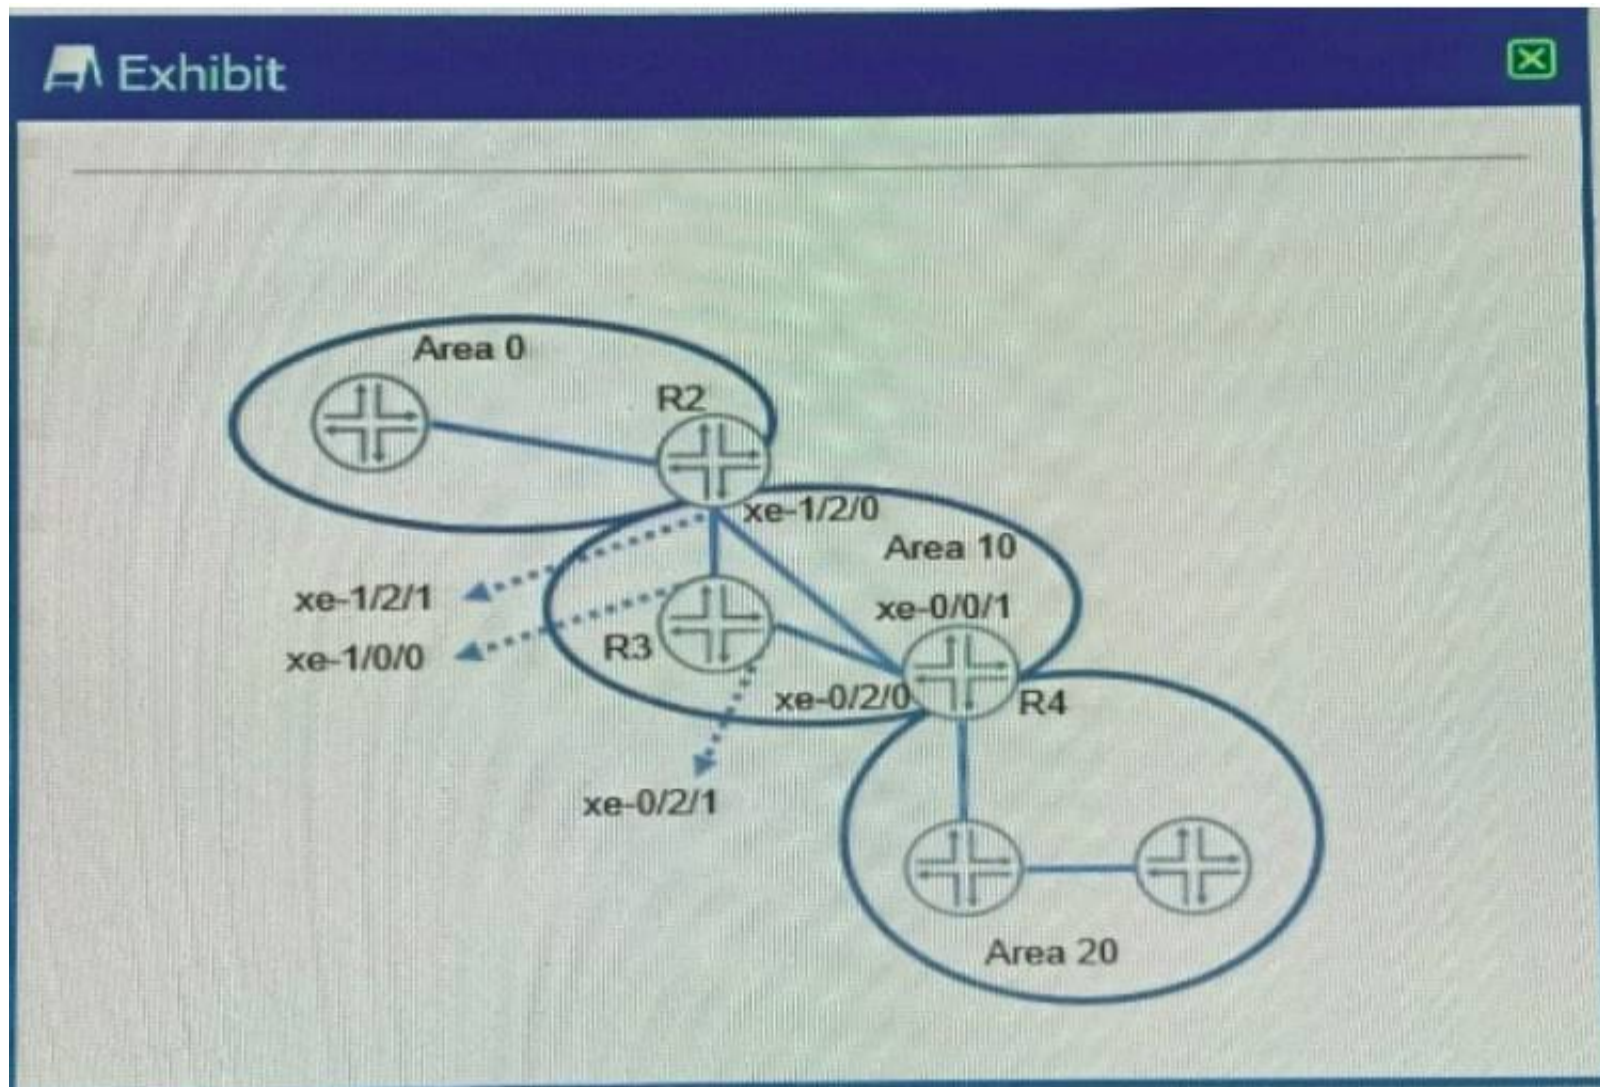 Exhibit
Area 0
R2
xe-1/2/0
Area 10
xe-1/2/1
xe-0/0/1
xe-1/0/0
R3
xe-0/2/0
R4
xe-0/2/1
Area 20